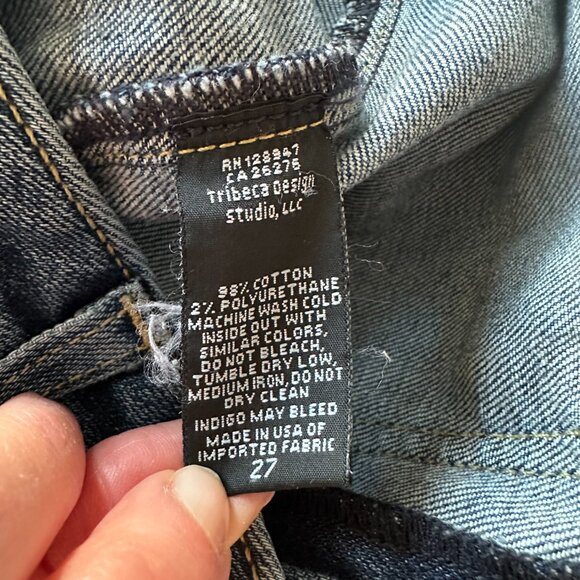 RN 128947
CA 26276
Tribeca Design
Studio, LLC
98% COTTON
2% POLYURETHANE
MACHINE WASH COLD
INSIDE OUT WITH
SIMILAR COLORS,
DO NOT BLEACH,
TUMBLE DRY LOW,
MEDIUM IRON, DO NOT
DRY CLEAN
INDIGO MAY BLEED
MADE IN USA OF
IMPORTED FABRIC
27